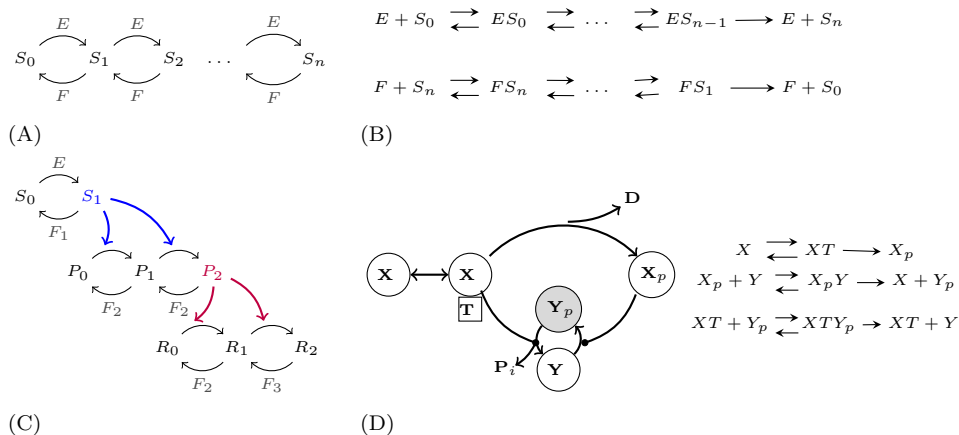 E E E
S₀ S₁ S₂ … Sₙ
F F F
(A)
E + S₀ ⇌ ES₀ ⇌ … ⇌ ESₙ₋₁ ⟶ E + Sₙ
F + Sₙ ⇌ FSₙ ⇌ … ⇌ FS₁ ⟶ F + S₀
(B)
E
S₀ S₁
F₁
P₀ P₁ P₂
F₂ F₂
R₀ R₁ R₂
F₂ F₃
(C)
D
X X Xₚ
T
Yₚ
Pᵢ Y
X ⇌ XT ⟶ Xₚ
Xₚ + Y ⇌ XₚY ⟶ X + Yₚ
XT + Yₚ ⇌ XTYₚ ⟶ XT + Y
(D)